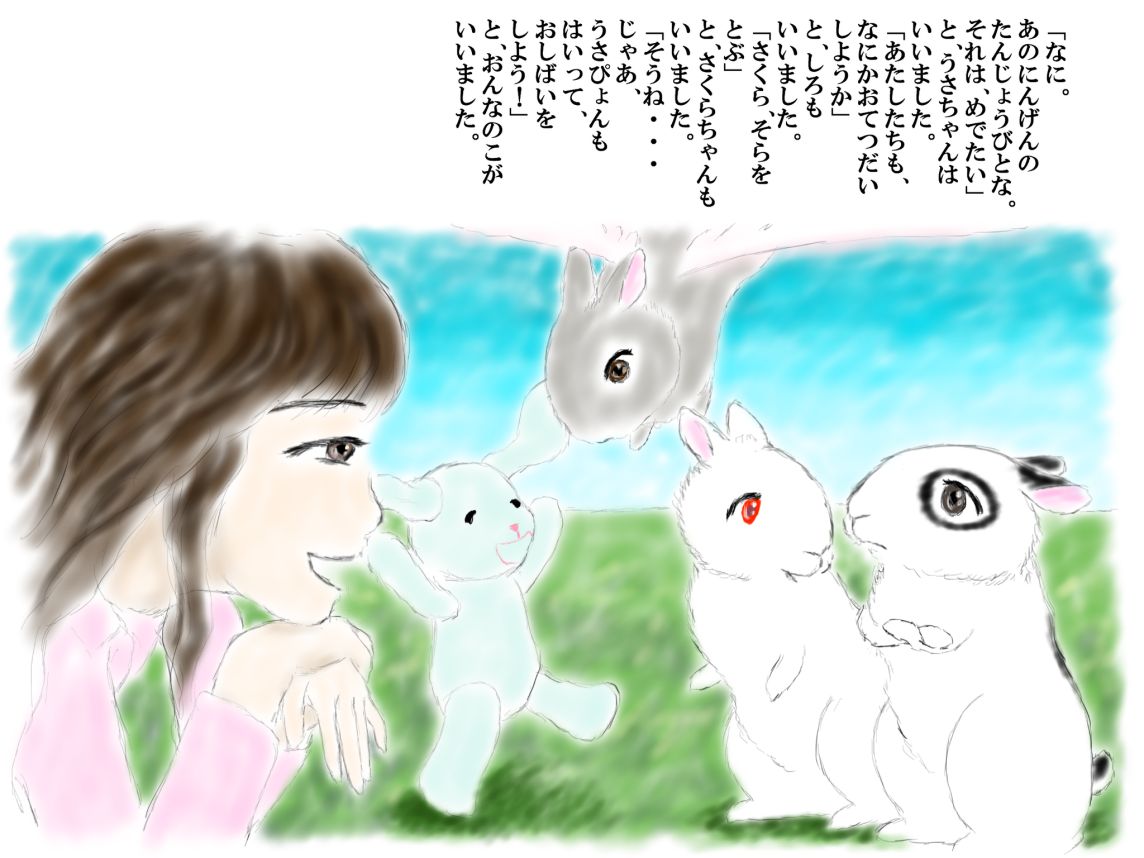 「なに。
あのにんげんの
たんじょうびとな。
それは、めでたい」
と、うさちゃんは
いいました。
「あたしたちも、
なにかおてつだい
しようか」
と、しろも
いいました。
「さくら、そらを
とぶ」
と、さくらちゃんも
いいました。
「そうね・・・
じゃあ、
うさぴょんも
はいって、
おしばいを
しよう！」
と、おんなのこが
いいました。